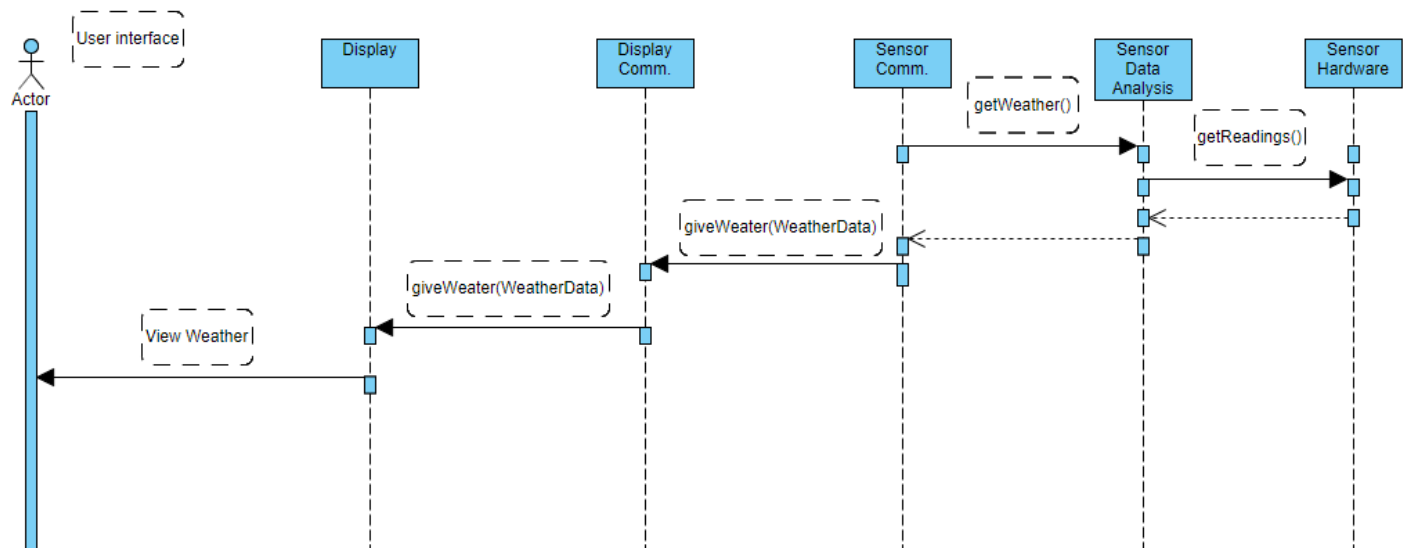 User interface
Actor
Display
Display
Comm.
Sensor
Comm.
Sensor
Data
Analysis
Sensor
Hardware
getWeather()
getReadings()
giveWeater(WeatherData)
giveWeater(WeatherData)
View Weather